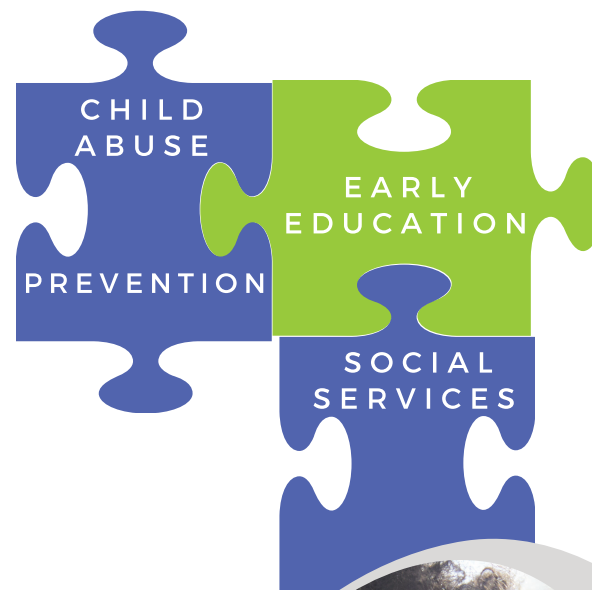 CHILD
ABUSE
PREVENTION
EARLY
EDUCATION
SOCIAL
SERVICES